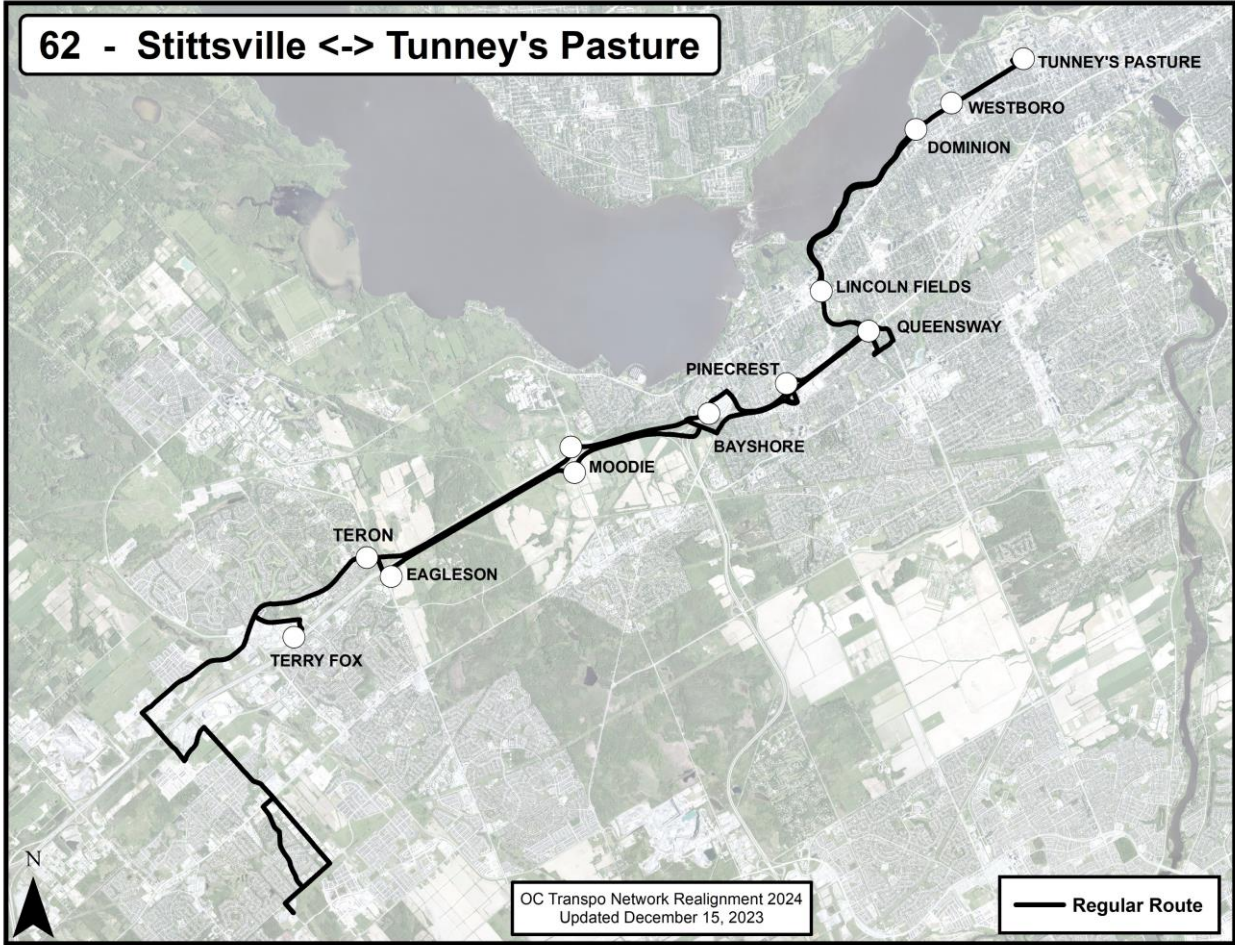 62 - Stittsville <-> Tunney's Pasture
TUNNEY'S PASTURE
WESTBORO
DOMINION
LINCOLN FIELDS
QUEENSWAY
PINECREST
BAYSHORE
MOODIE
TERON
EAGLESON
TERRY FOX
N
OC Transpo Network Realignment 2024
Updated December 15, 2023
Regular Route